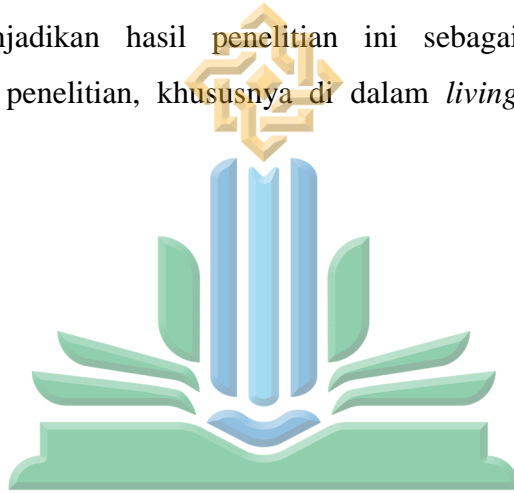 njadikan hasil penelitian ini sebagai
penelitian, khususnya di dalam living